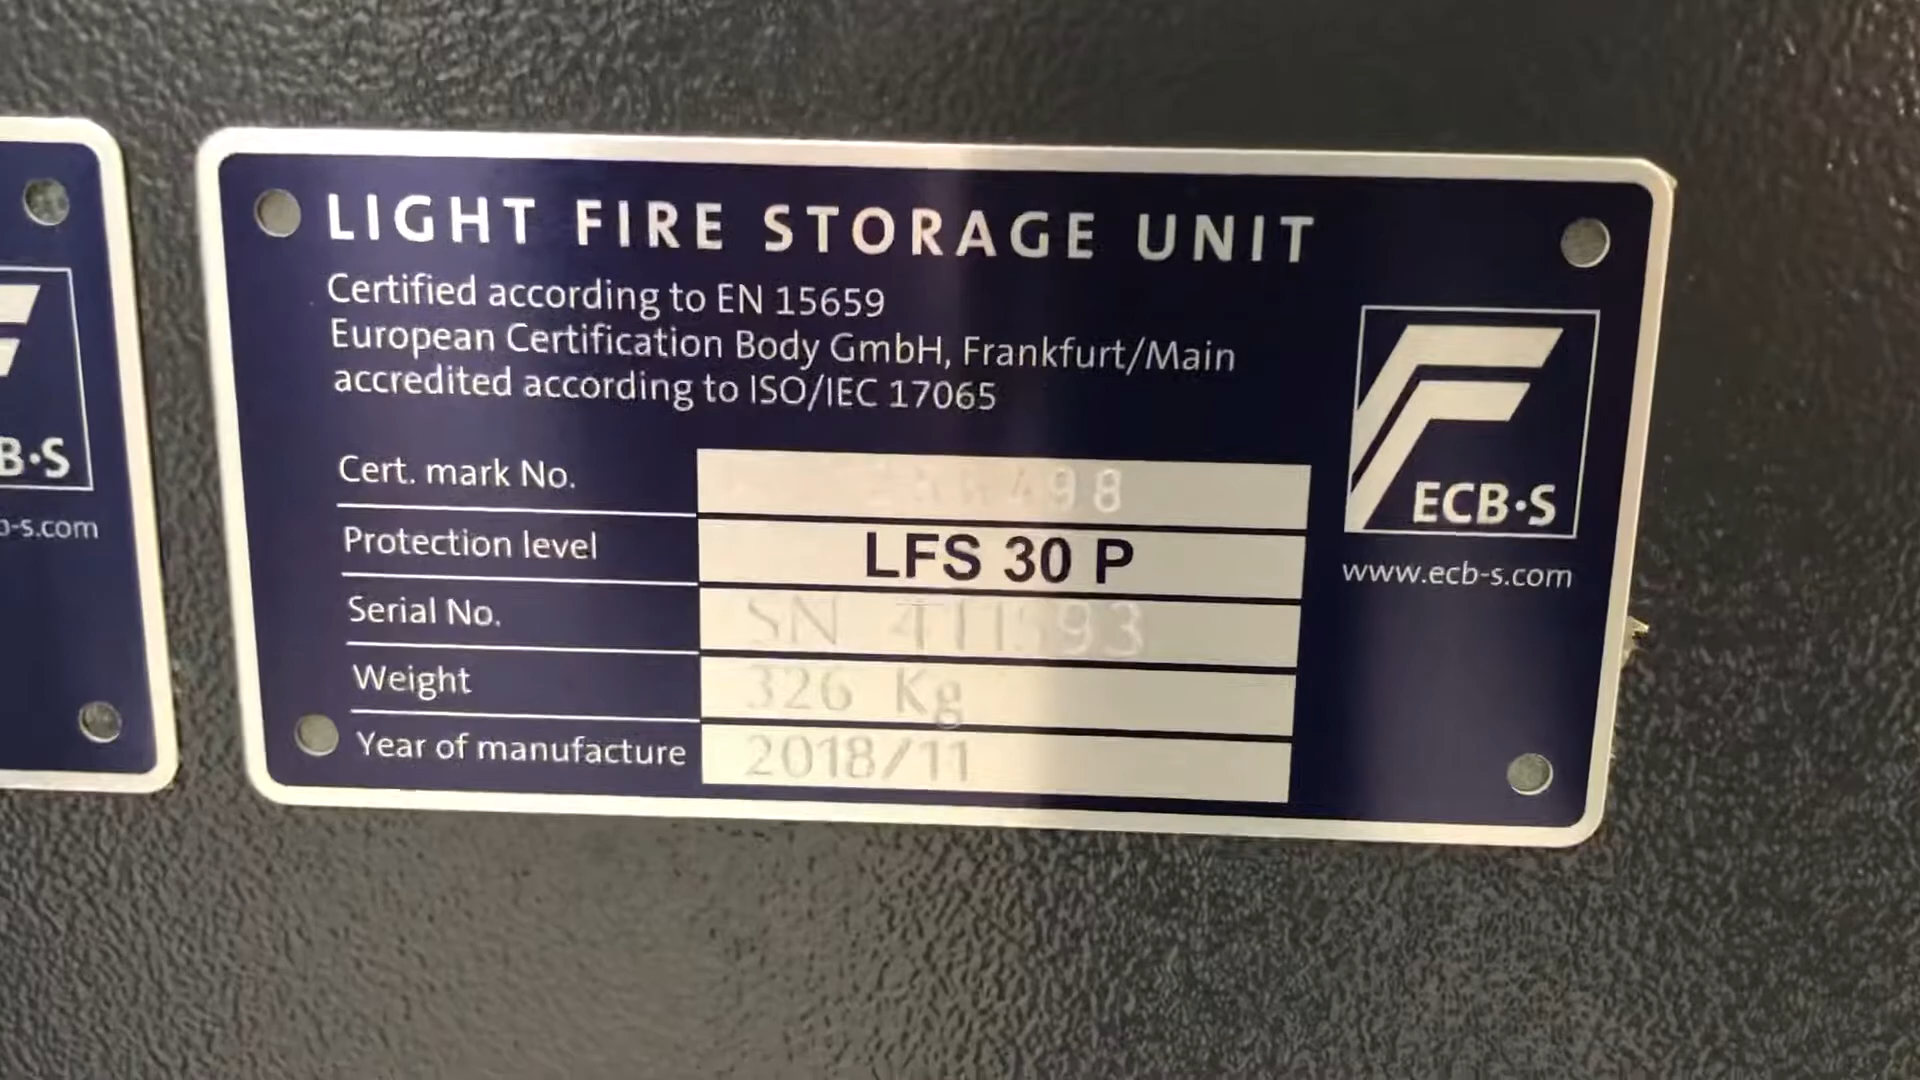 LIGHT FIRE STORAGE UNIT
Certified according to EN 15659
European Certification Body GmbH, Frankfurt/Main
accredited according to ISO/IEC 17065
Cert. mark No.
Protection level LFS 30 P
Serial No. SN 411593
Weight 326 Kg
Year of manufacture 2018/11
ECB·S
www.ecb-s.com
B·S
b-s.com